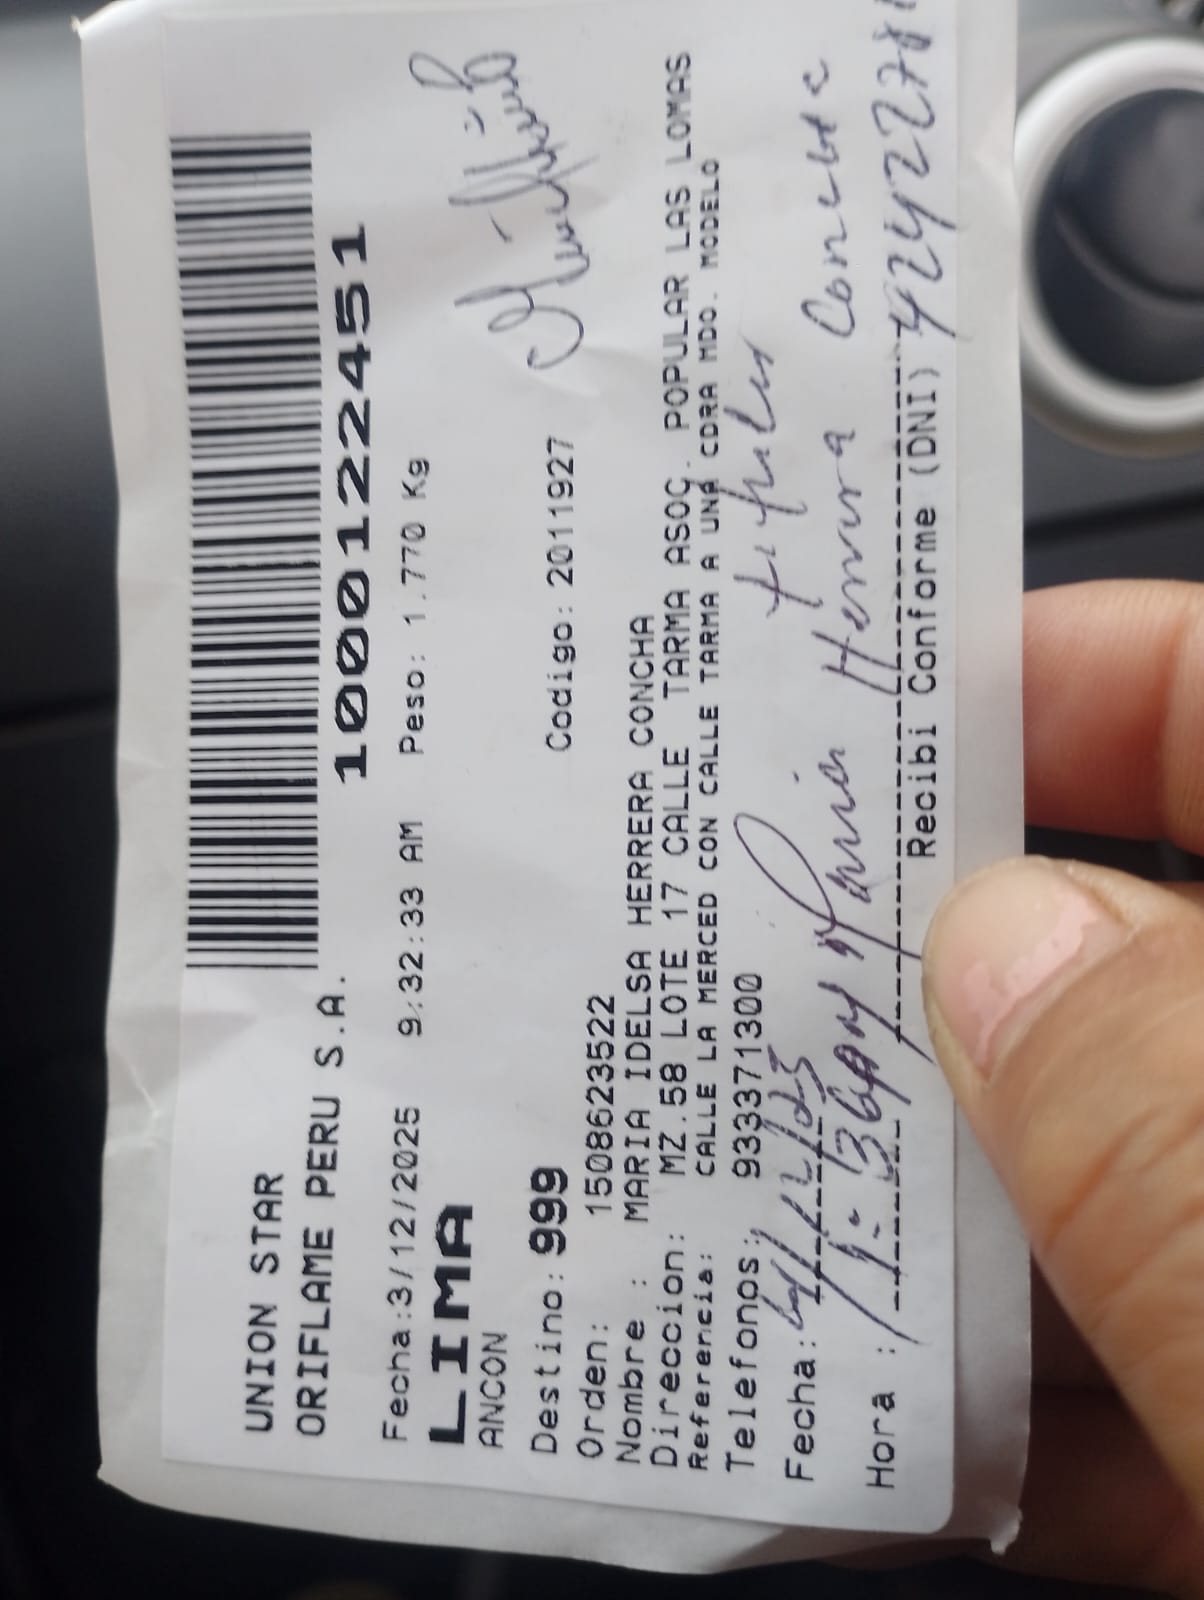 UNION STAR
ORIFLAME PERU S.A.
10001222451
Fecha:3/12/2025 9:32:33 AM Peso: 1.770 Kg
LIMA
ANCON
Destino: 999 Codigo: 2011927
Orden: 1508623522
Nombre : MARIA IDELSA HERRERA CONCHA
Direccion: MZ.58 LOTE 17 CALLE TARMA ASOC. POPULAR LAS LOMAS
Referencia: CALLE LA MERCED CON CALLE TARMA A UNA CDRA MDO. MODELO
Telefonos: 933371300
titular
Fecha:
Hora : Maria Herrera Concha
Recibi Conforme (DNI)